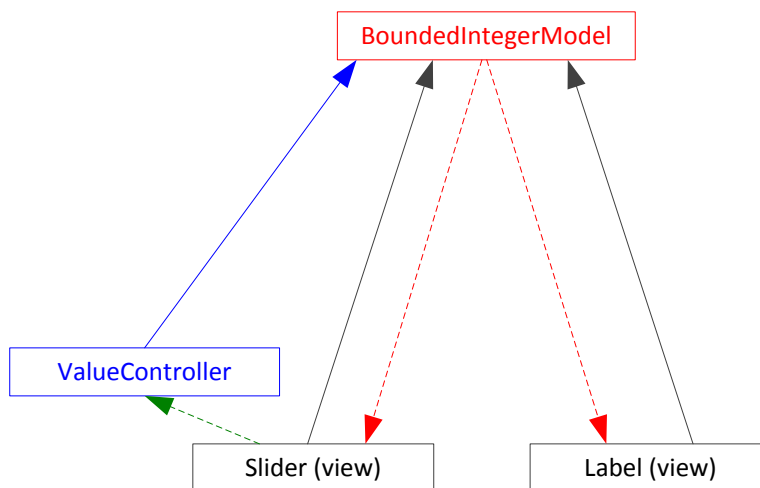 BoundedIntegerModel
ValueController
Slider (view)
Label (view)